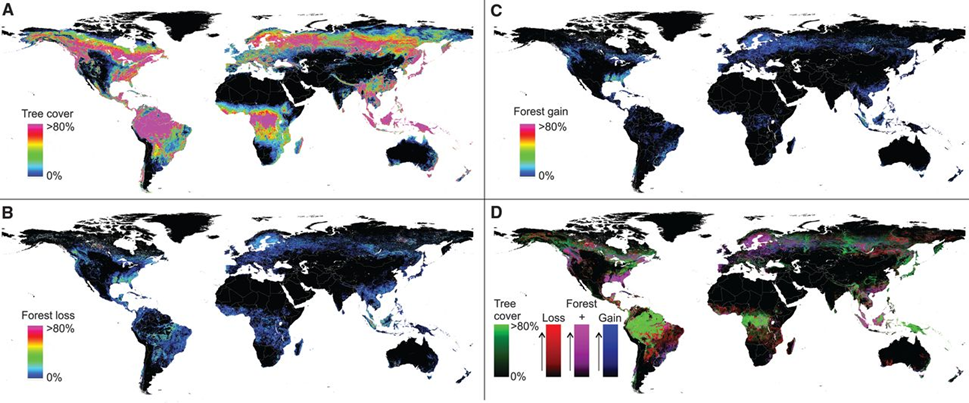 A
Tree cover
>80%
0%
B
Forest loss
>80%
0%
C
Forest gain
>80%
0%
D
Tree
cover
>80%
0%
Loss
Forest
+
Gain